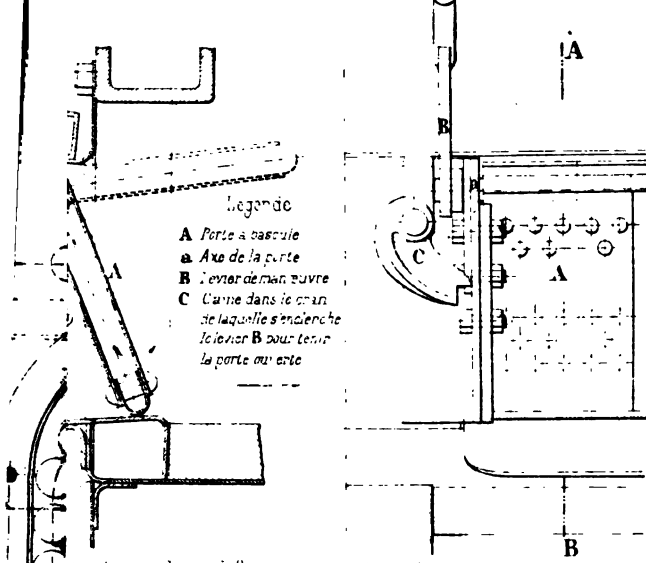 Légende
A Porte à bascule
a Axe de la porte
B Levier de manœuvre
C Came dans le cran
de laquelle s'enclenche
le levier B pour tenir
la porte ouverte
A
A
B
a
C
A
B